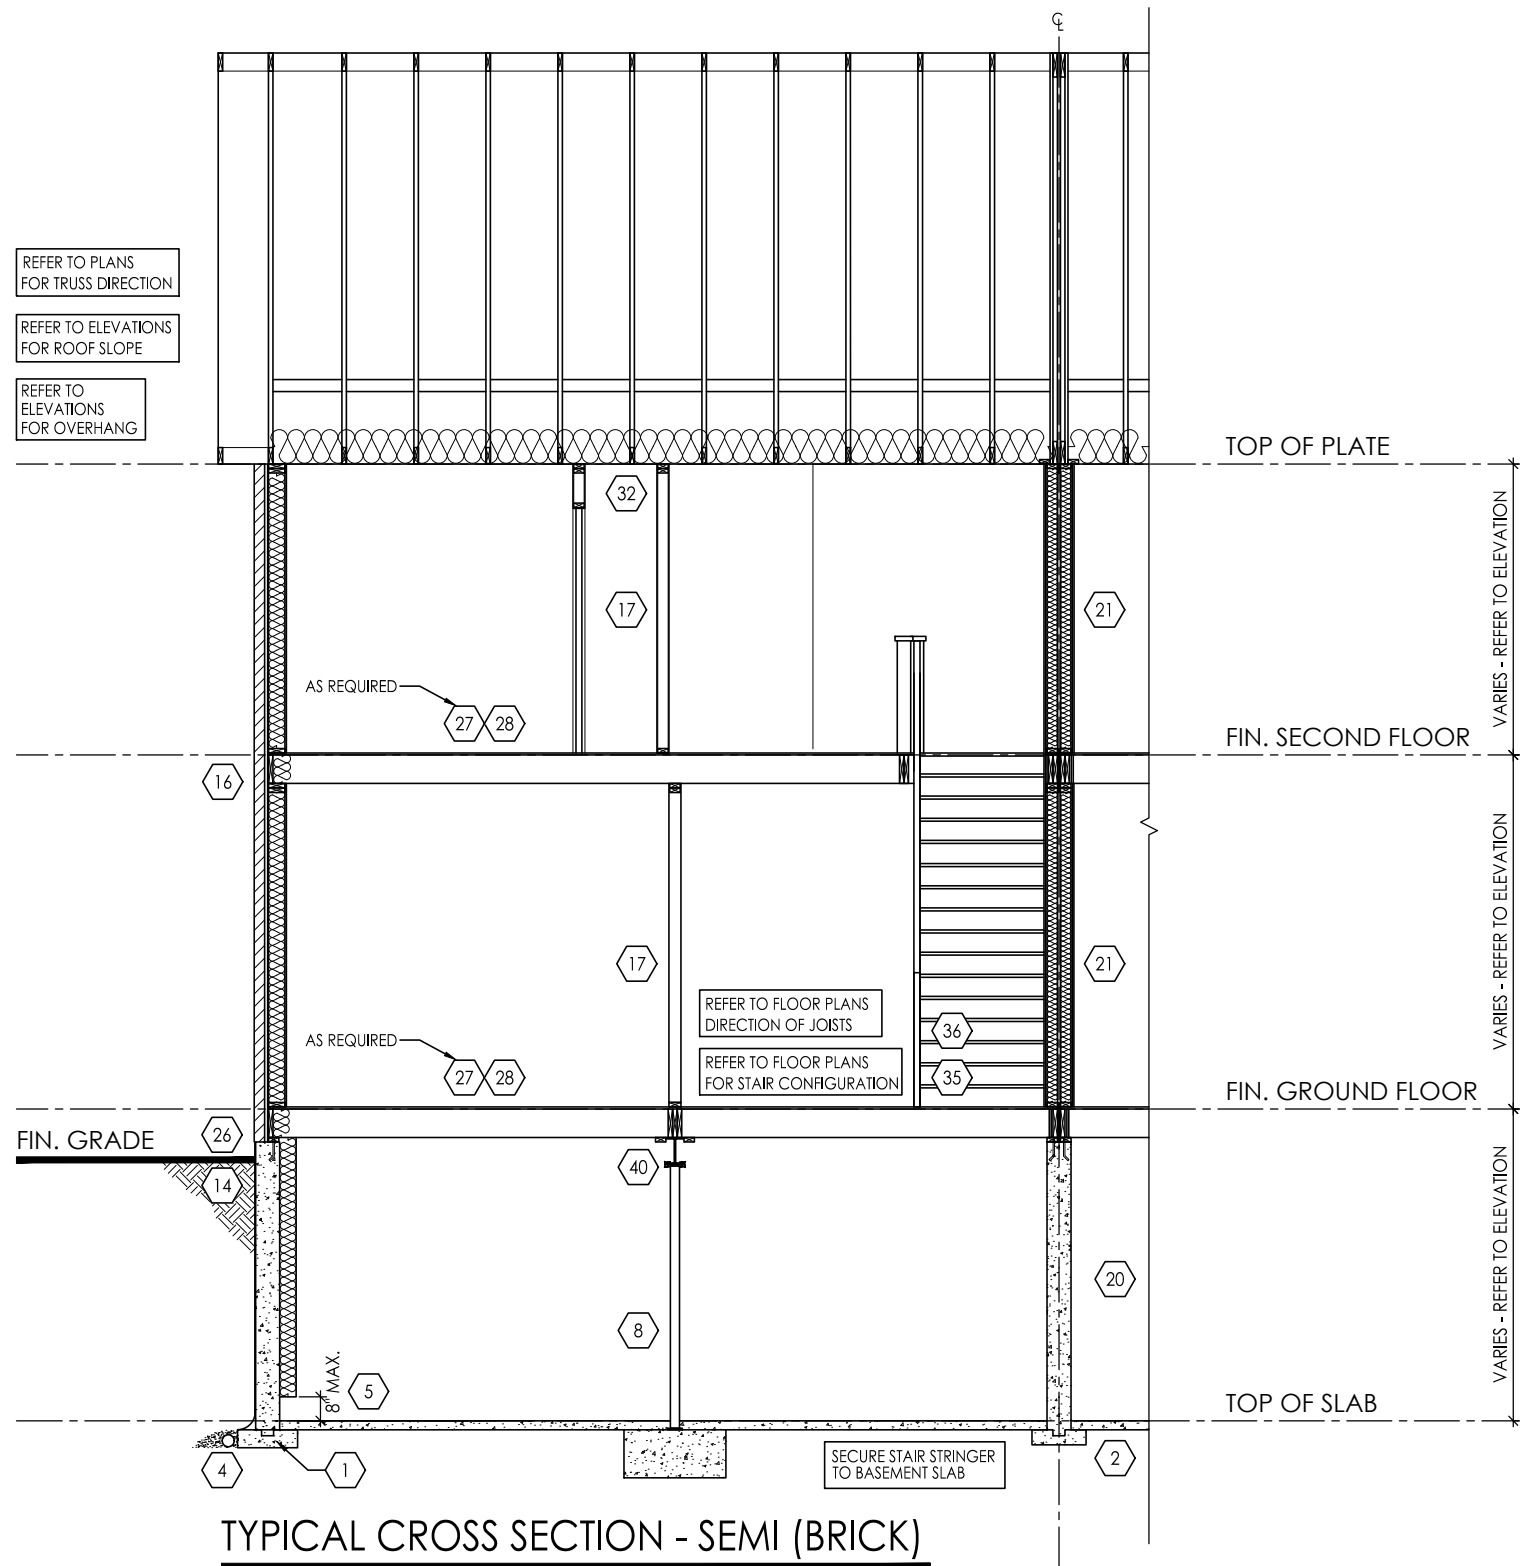 ℄
REFER TO PLANS
FOR TRUSS DIRECTION
REFER TO ELEVATIONS
FOR ROOF SLOPE
REFER TO
ELEVATIONS
FOR OVERHANG
TOP OF PLATE
32
VARIES - REFER TO ELEVATION
17
21
AS REQUIRED
27 28
FIN. SECOND FLOOR
16
VARIES - REFER TO ELEVATION
17
21
REFER TO FLOOR PLANS
DIRECTION OF JOISTS
36
AS REQUIRED
REFER TO FLOOR PLANS
FOR STAIR CONFIGURATION
27 28
35
FIN. GROUND FLOOR
FIN. GRADE
26
40
14
VARIES - REFER TO ELEVATION
20
8
8" MAX.
5
TOP OF SLAB
SECURE STAIR STRINGER
TO BASEMENT SLAB
4
1
2
TYPICAL CROSS SECTION - SEMI (BRICK)